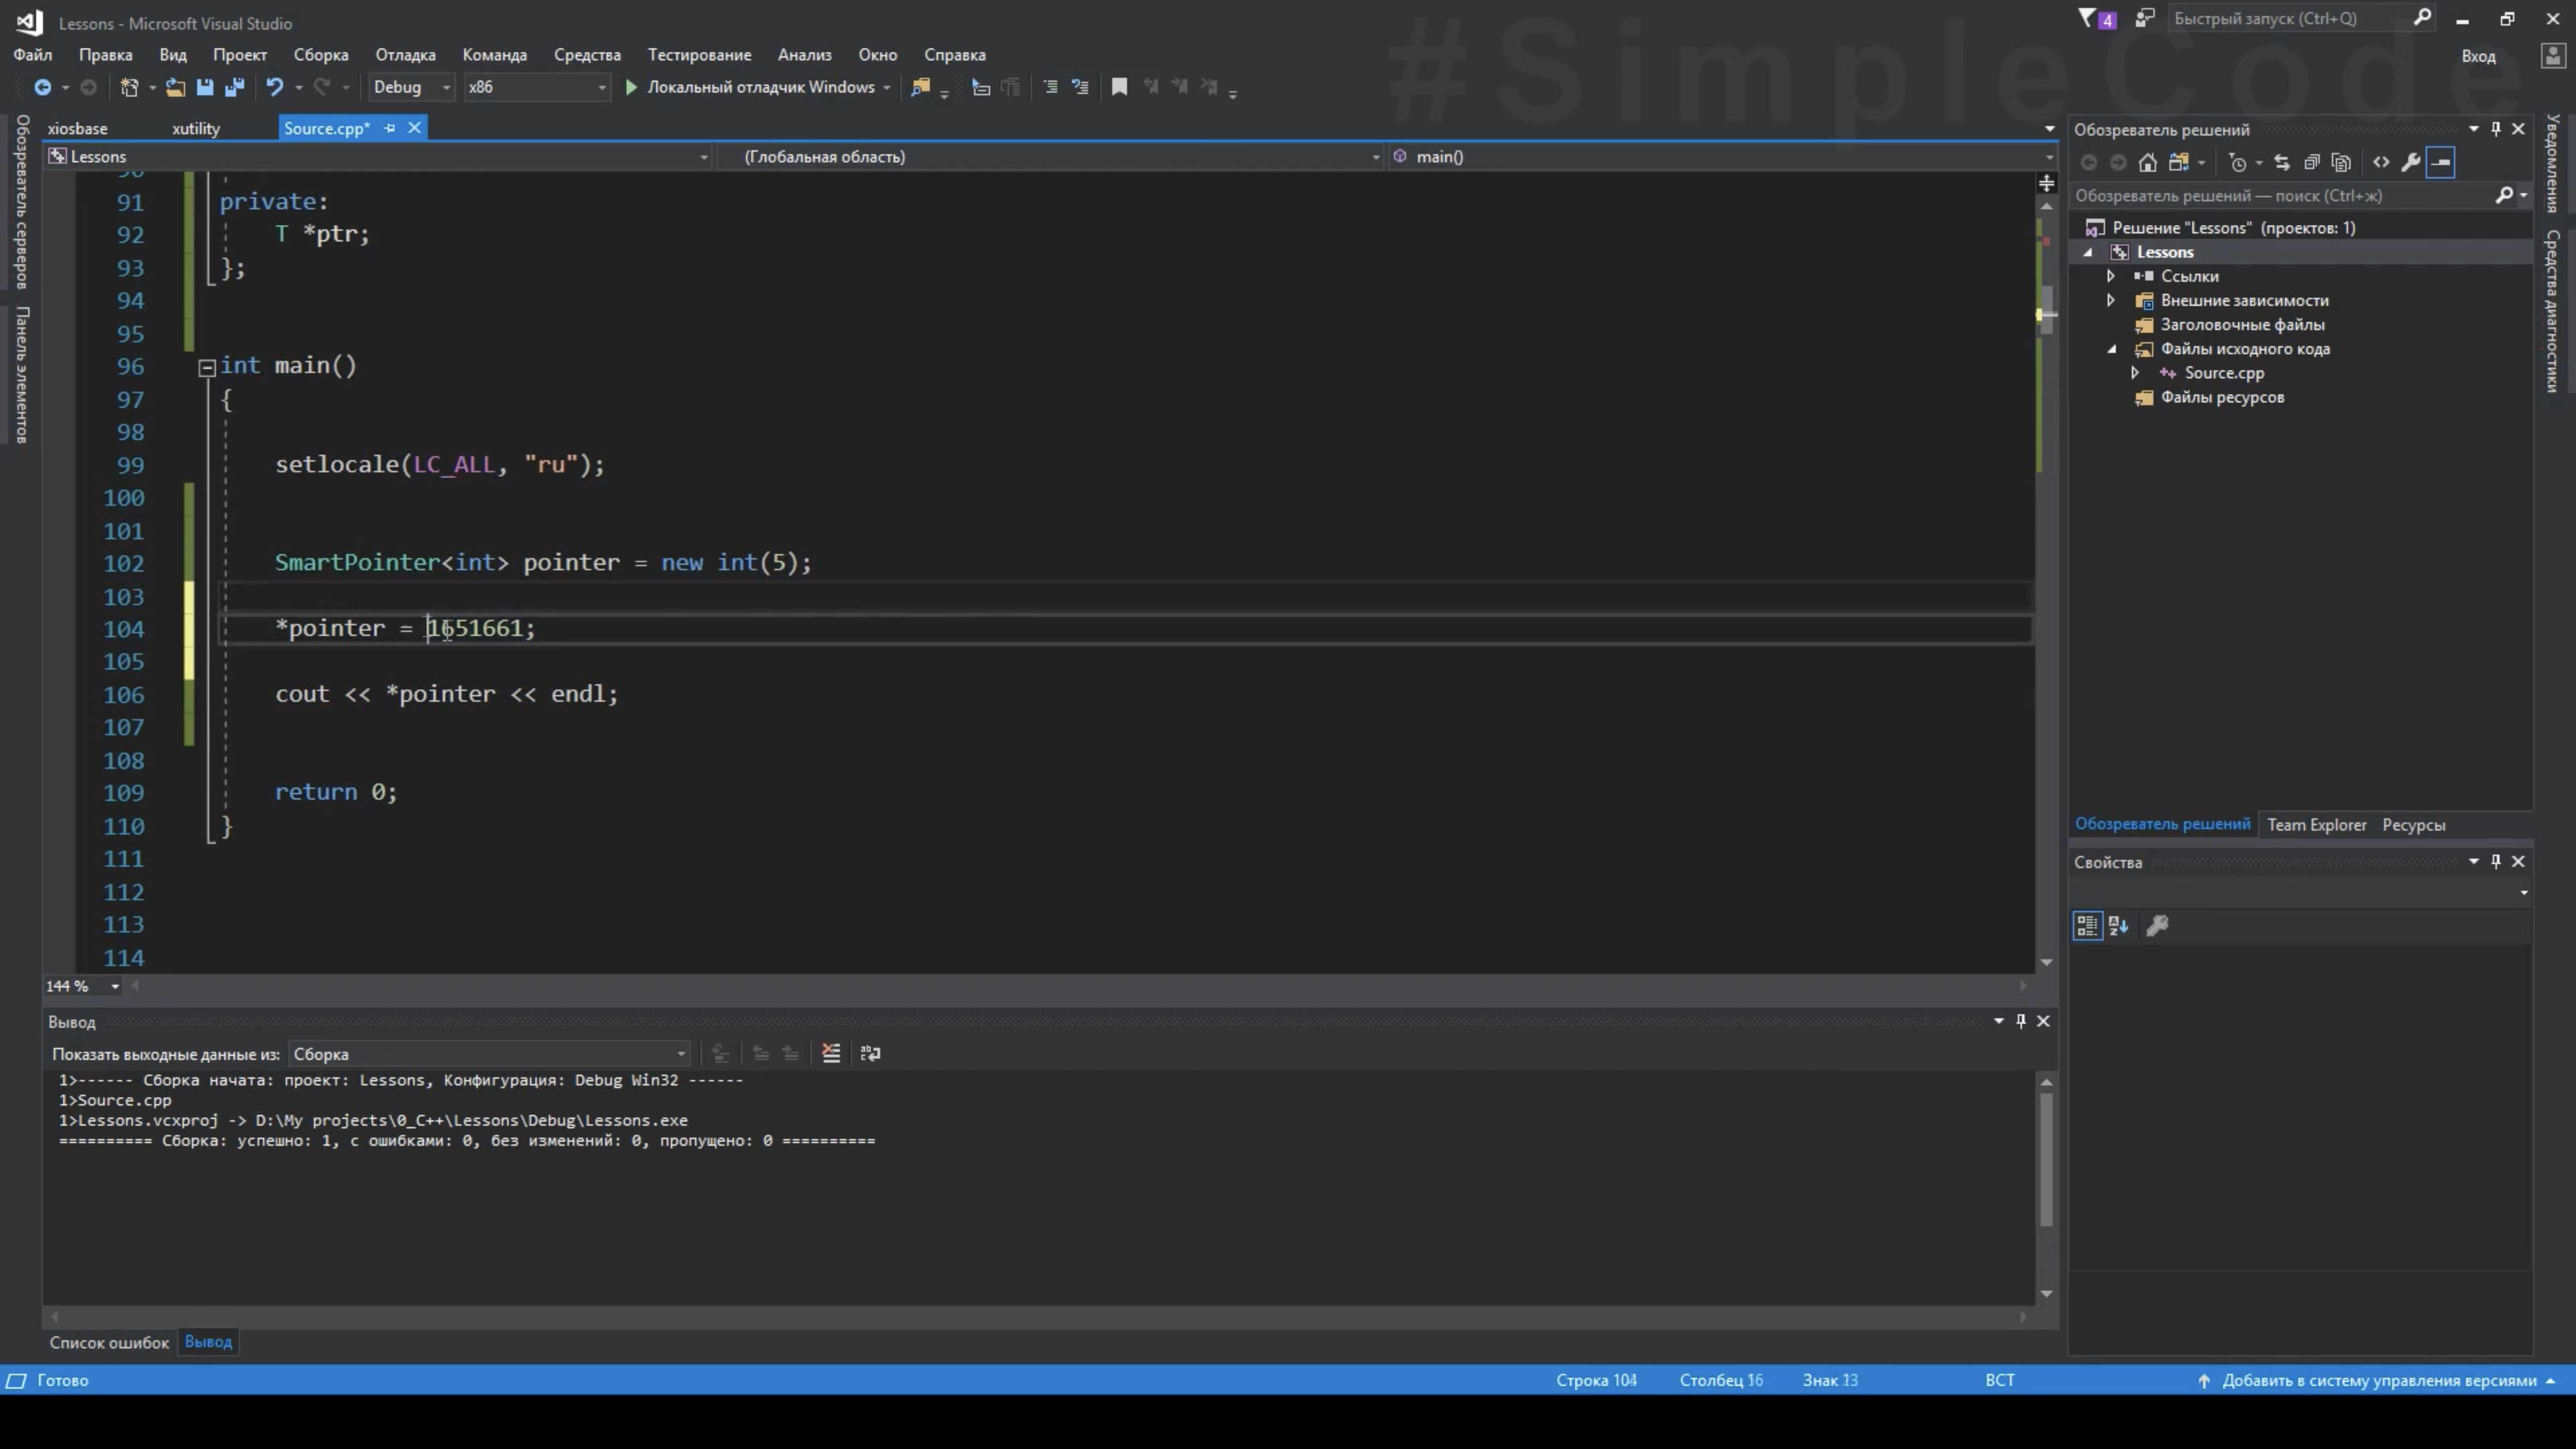 Lessons - Microsoft Visual Studio
#SimpleCode
4
Быстрый запуск (Ctrl+Q)
Файл Правка Вид Проект Сборка Отладка Команда Средства Тестирование Анализ Окно Справка
Вход
Debug x86 Локальный отладчик Windows
Обозреватель серверов
Панель элементов
xiosbase xutility Source.cpp*
Lessons (Глобальная область) main()
91 private:
92 T *ptr;
93 };
94
95
96 int main()
97 {
98
99 setlocale(LC_ALL, "ru");
100
101
102 SmartPointer<int> pointer = new int(5);
103
104 *pointer = 1651661;
105
106 cout << *pointer << endl;
107
108
109 return 0;
110 }
111
112
113
114
144 %
Вывод
Показать выходные данные из: Сборка
1>------ Сборка начата: проект: Lessons, Конфигурация: Debug Win32 ------
1>Source.cpp
1>Lessons.vcxproj -> D:\My projects\0_C++\Lessons\Debug\Lessons.exe
========== Сборка: успешно: 1, с ошибками: 0, без изменений: 0, пропущено: 0 ==========
Список ошибок Вывод
Обозреватель решений
Обозреватель решений — поиск (Ctrl+ж)
Решение "Lessons" (проектов: 1)
Lessons
Ссылки
Внешние зависимости
Заголовочные файлы
Файлы исходного кода
Source.cpp
Файлы ресурсов
Обозреватель решений Team Explorer Ресурсы
Свойства
Уведомления
Средства диагностики
Готово Строка 104 Столбец 16 Знак 13 ВСТ Добавить в систему управления версиями